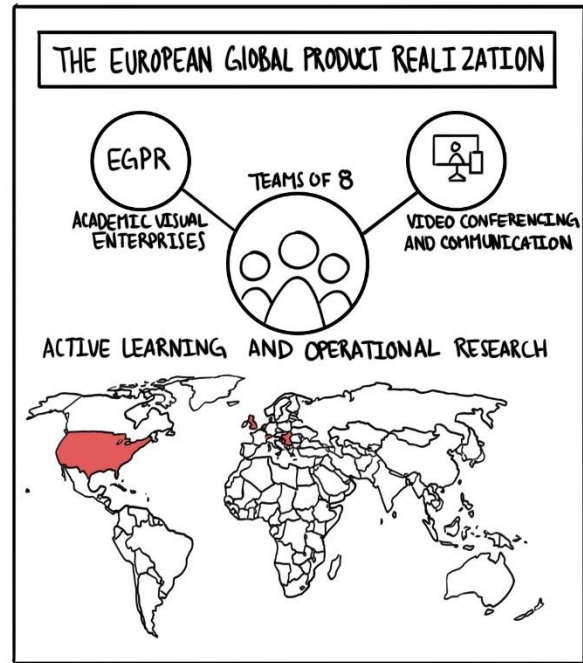 THE EUROPEAN GLOBAL PRODUCT REALIZATION
EGPR
ACADEMIC VISUAL
ENTERPRISES
TEAMS OF 8
VIDEO CONFERENCING
AND COMMUNICATION
ACTIVE LEARNING AND OPERATIONAL RESEARCH